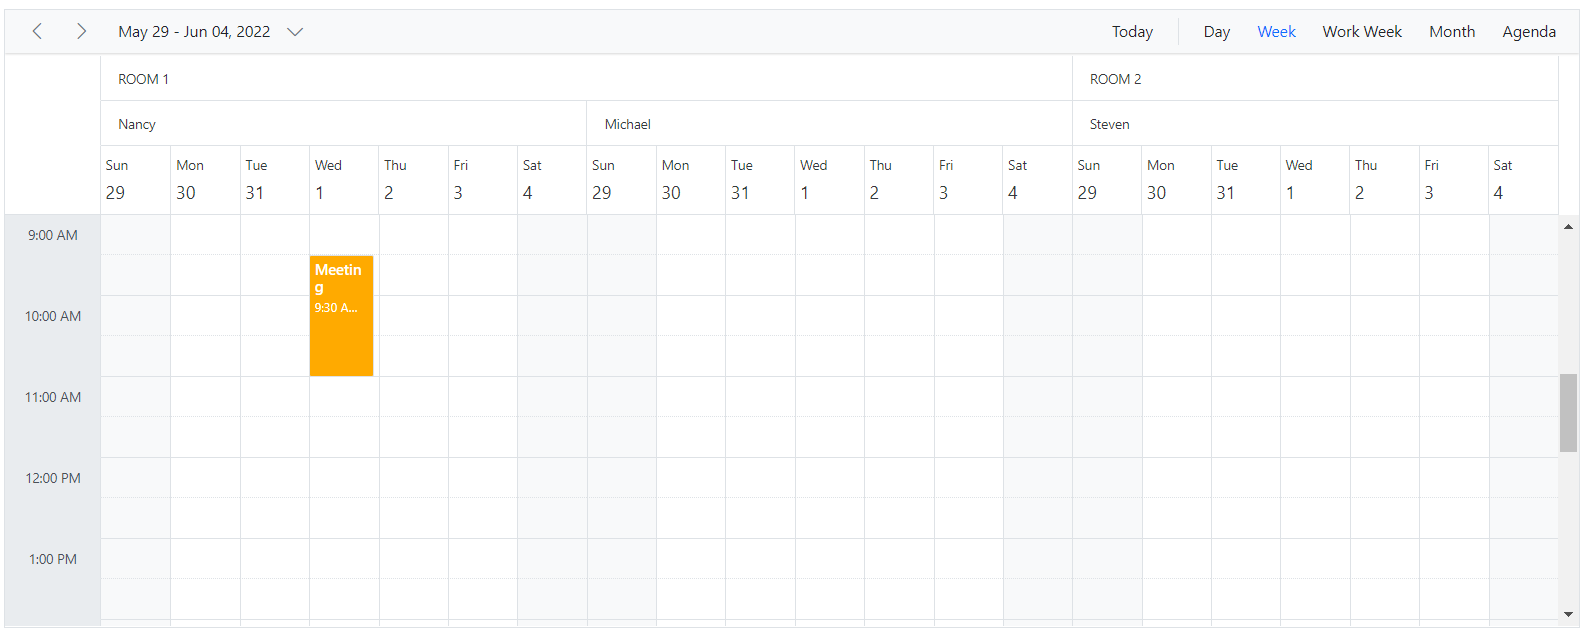 May 29 - Jun 04, 2022 Today Day Week Work Week Month Agenda
ROOM 1 ROOM 2
Nancy Michael Steven
Sun Mon Tue Wed Thu Fri Sat Sun Mon Tue Wed Thu Fri Sat Sun Mon Tue Wed Thu Fri Sat
29 30 31 1 2 3 4 29 30 31 1 2 3 4 29 30 31 1 2 3 4
9:00 AM
Meetin
g
9:30 A...
10:00 AM
11:00 AM
12:00 PM
1:00 PM